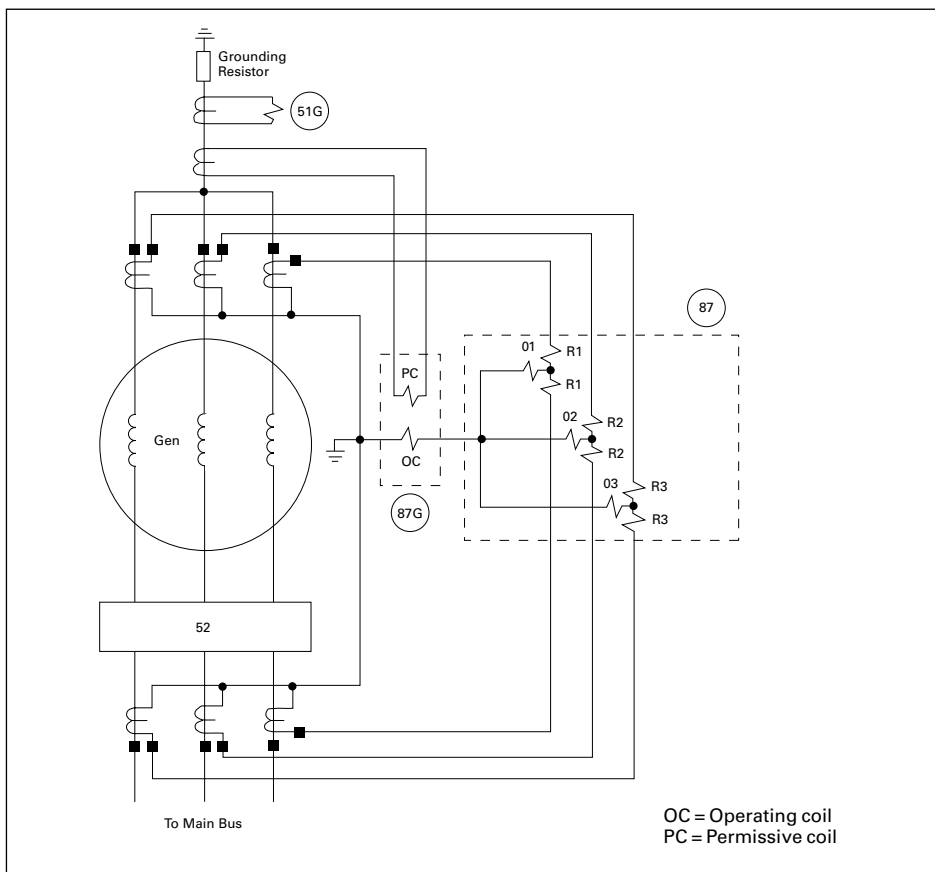 Grounding
Resistor
51G
87
01
R1
PC
R1
02
R2
Gen
R2
OC
03
R3
87G
R3
52
To Main Bus
OC = Operating coil
PC = Permissive coil